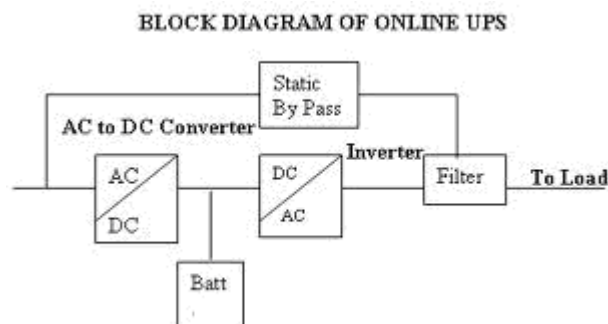 BLOCK DIAGRAM OF ONLINE UPS
Static
By Pass
AC to DC Converter
Inverter
AC
DC
DC
AC
Filter
To Load
Batt